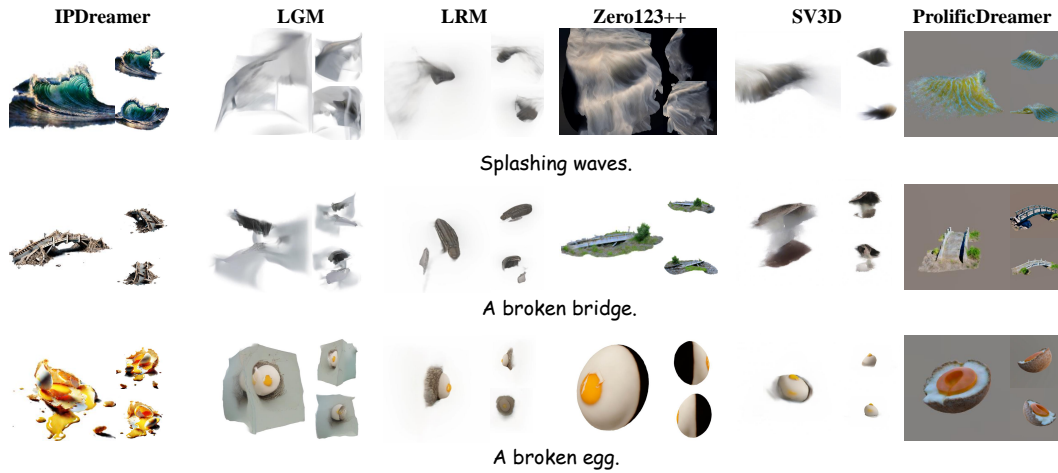 IPDreamer LGM LRM Zero123++ SV3D ProlificDreamer
Splashing waves.
A broken bridge.
A broken egg.